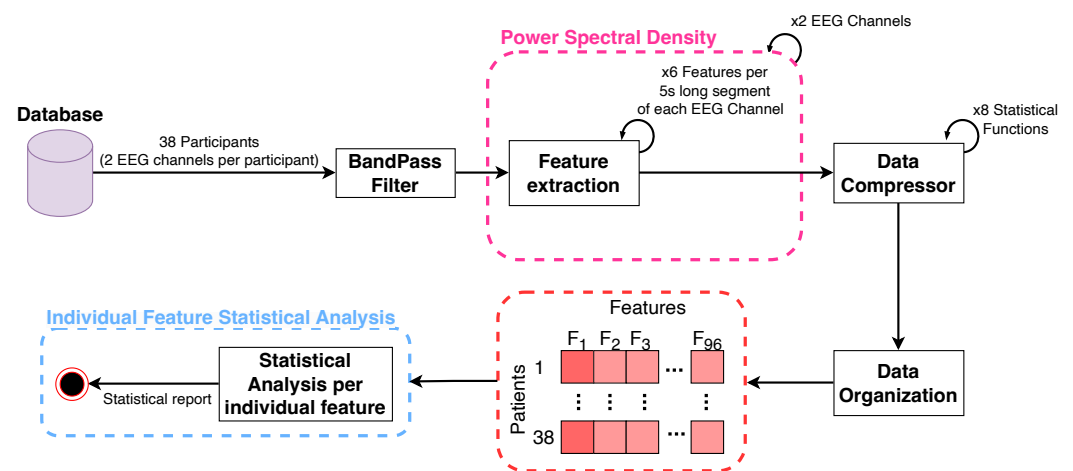 x2 EEG Channels
Power Spectral Density
x6 Features per
5s long segment
of each EEG Channel
Database
38 Participants
(2 EEG channels per participant)
BandPass
Filter
Feature
extraction
x8 Statistical
Functions
Data
Compressor
Individual Feature Statistical Analysis
Statistical
Analysis per
individual feature
Statistical report
Features
F1 F2 F3 F96
Patients
1 ...
38 ...
Data
Organization